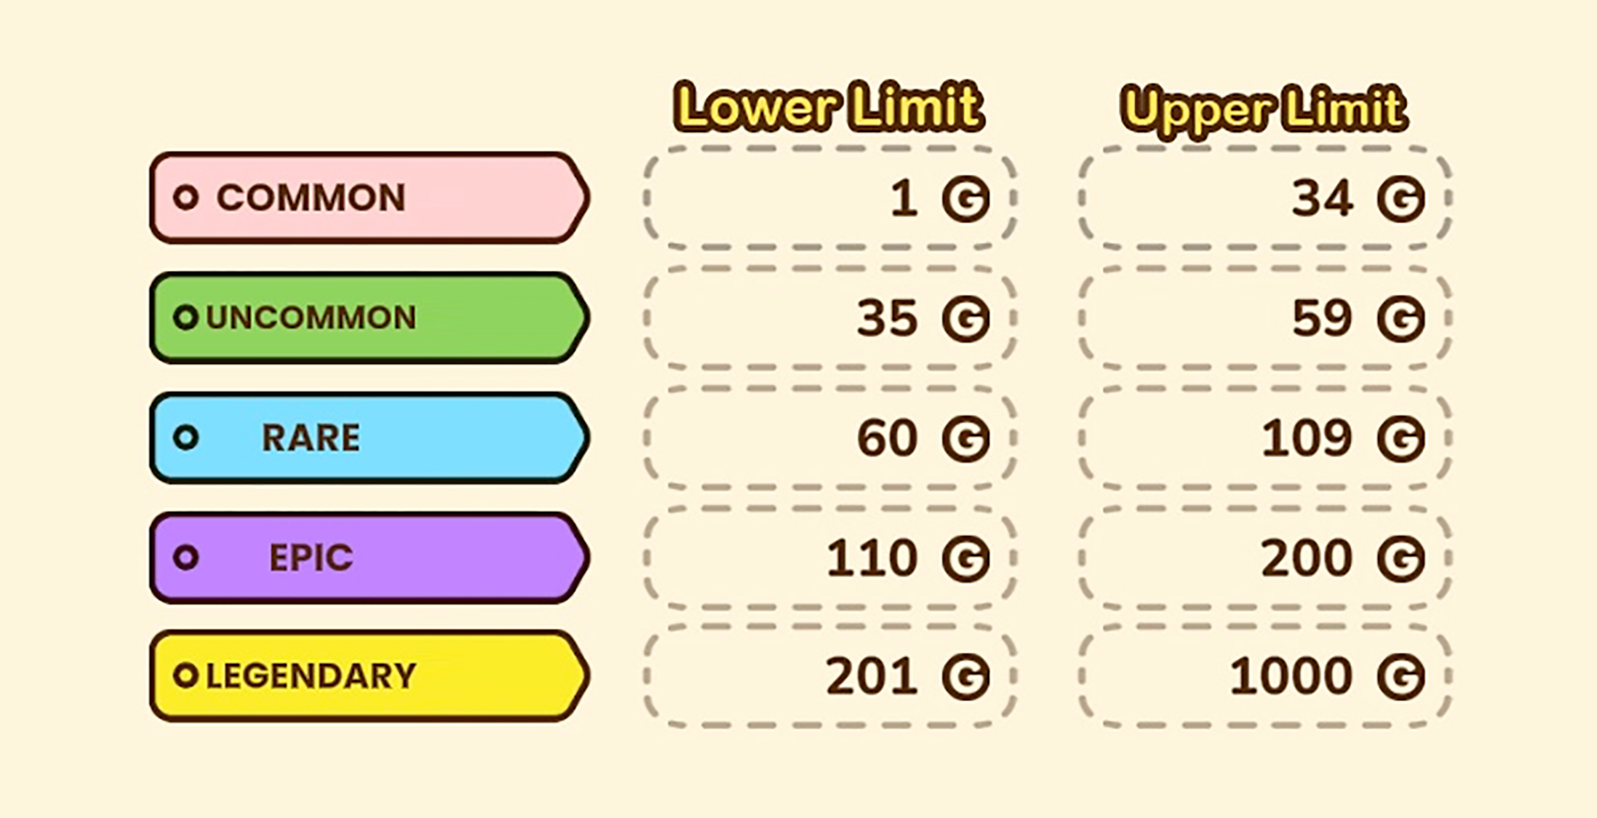 Lower Limit Upper Limit
COMMON 1 G 34 G
UNCOMMON 35 G 59 G
RARE 60 G 109 G
EPIC 110 G 200 G
LEGENDARY 201 G 1000 G